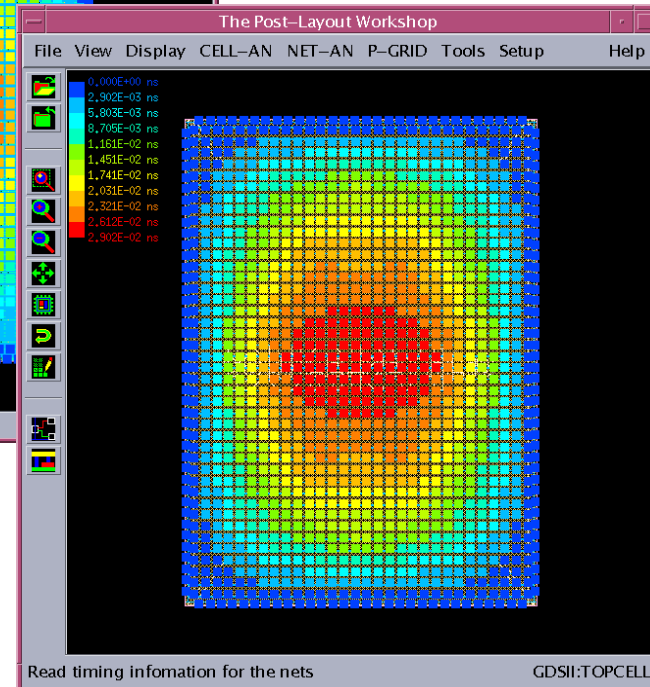 The Post-Layout Workshop
File View Display CELL-AN NET-AN P-GRID Tools Setup Help
0.000E+00 ns
2.902E-03 ns
5.803E-03 ns
8.705E-03 ns
1.161E-02 ns
1.451E-02 ns
1.741E-02 ns
2.031E-02 ns
2.321E-02 ns
2.612E-02 ns
2.902E-02 ns
Read timing infomation for the nets GDSII:TOPCELL